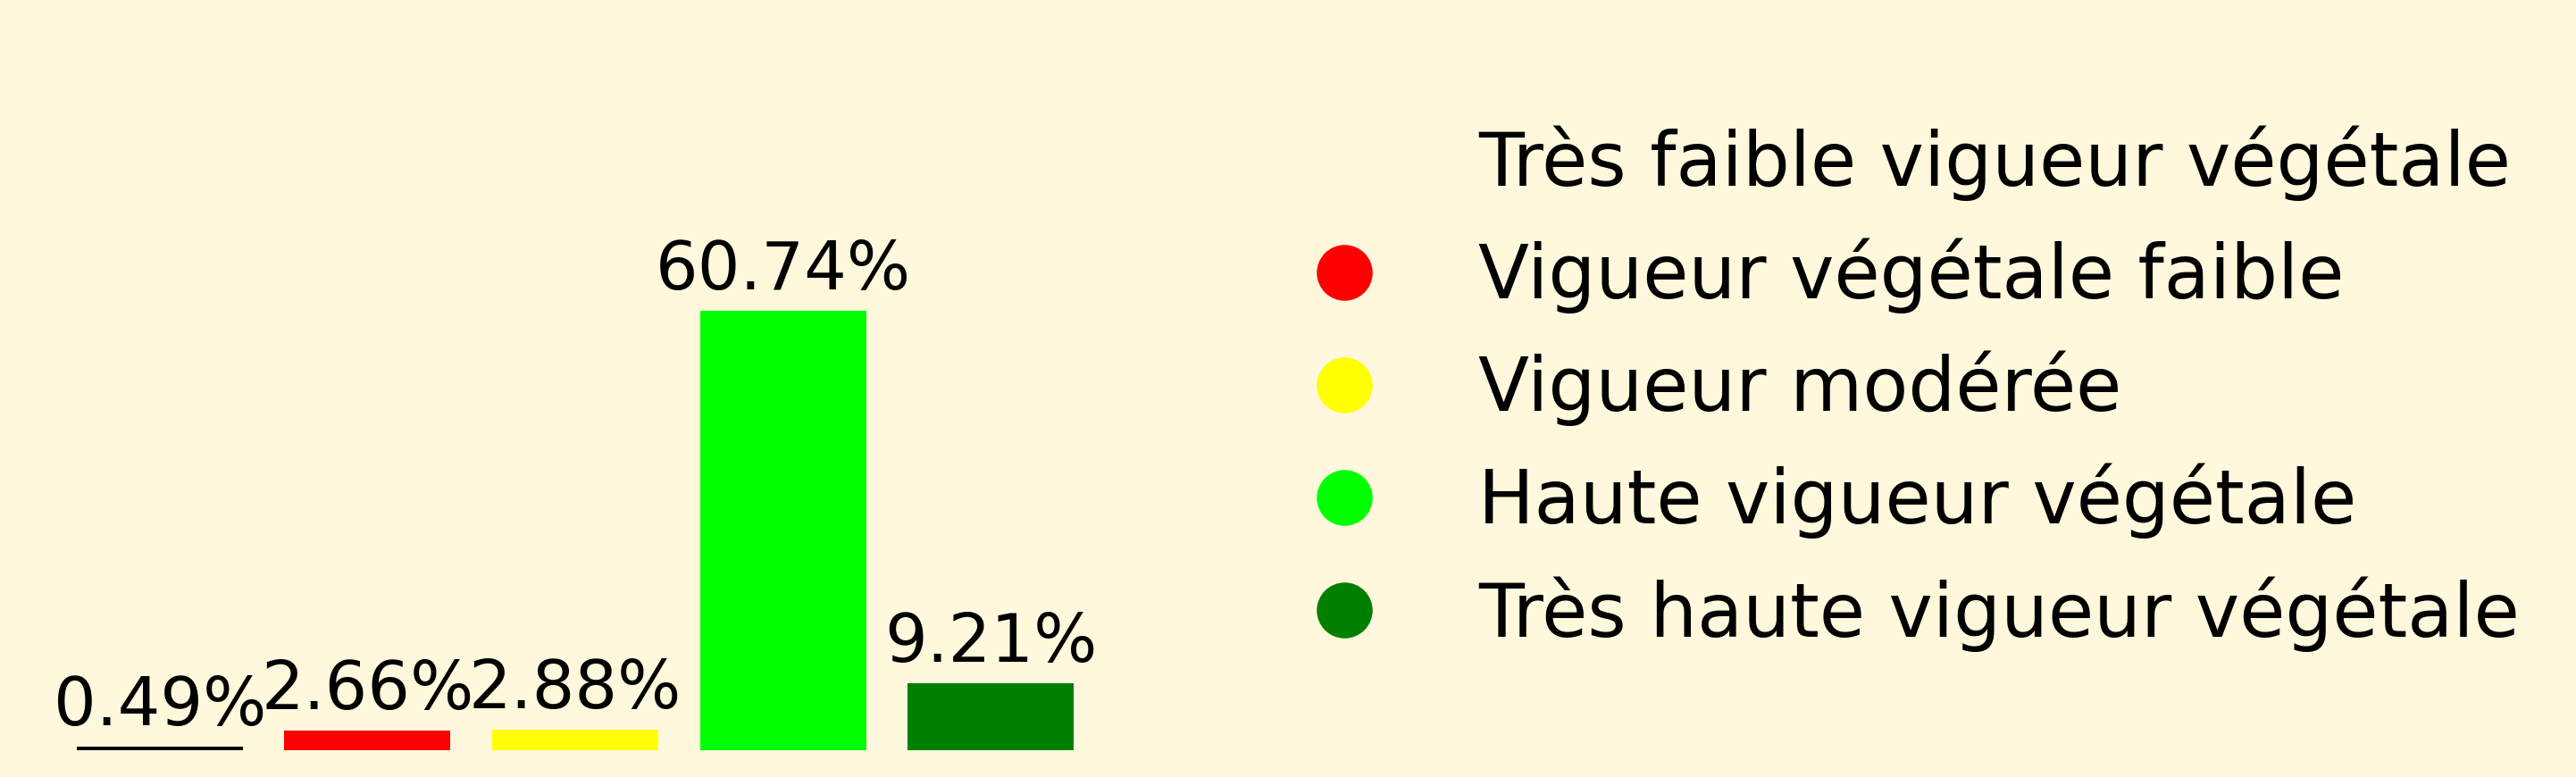 60.74%
9.21%
0.49%
2.66%
2.88%
Très faible vigueur végétale
Vigueur végétale faible
Vigueur modérée
Haute vigueur végétale
Très haute vigueur végétale